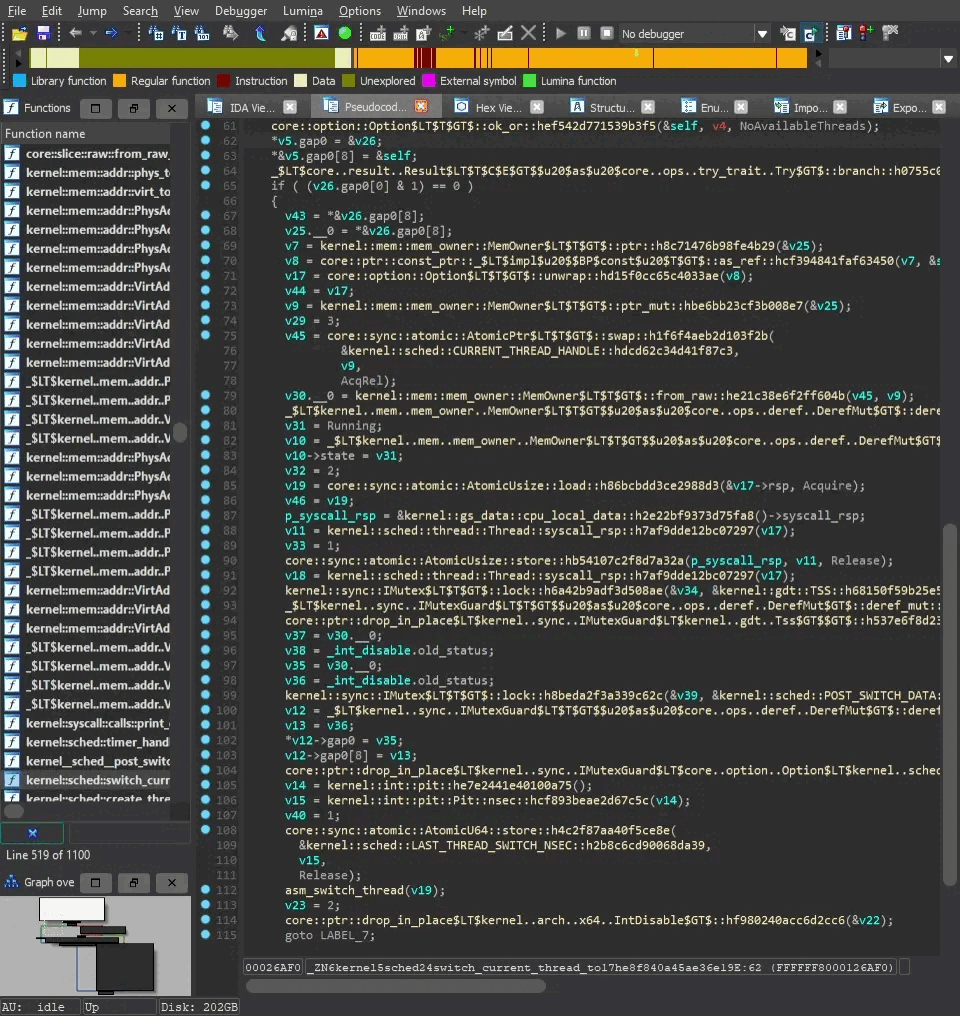 File Edit Jump Search View Debugger Lumina Options Windows Help
No debugger
Library function Regular function Instruction Data Unexplored External symbol Lumina function
Functions
IDA Vie... Pseudocod... Hex Vie... Structu... Enu... Impo... Expo...
Function name
core::slice::raw::from_raw_
kernel::mem::addr::phys_to
kernel::mem::addr::virt_to
kernel::mem::addr::PhysAd
kernel::mem::addr::PhysAd
kernel::mem::addr::PhysAd
kernel::mem::addr::PhysAd
kernel::mem::addr::VirtAd
kernel::mem::addr::VirtAd
kernel::mem::addr::VirtAd
kernel::mem::addr::VirtAd
kernel::mem::addr::VirtAd
_$LT$kernel..mem..addr..P
_$LT$kernel..mem..addr..P
_$LT$kernel..mem..addr..V
_$LT$kernel..mem..addr..V
kernel::mem::addr::PhysAd
kernel::mem::addr::PhysAd
kernel::mem::addr::PhysAd
_$LT$kernel..mem..addr..P
_$LT$kernel..mem..addr..P
_$LT$kernel..mem..addr..P
_$LT$kernel..mem..addr..P
kernel::mem::addr::VirtAd
kernel::mem::addr::VirtAd
kernel::mem::addr::VirtAd
_$LT$kernel..mem..addr..V
_$LT$kernel..mem..addr..V
_$LT$kernel..mem..addr..V
_$LT$kernel..mem..addr..V
kernel::syscall::calls::print_
kernel::sched::timer_handl
kernel__sched__post_switc
kernel::sched::switch_curr
kernel::sched::create_thre
Line 519 of 1100
Graph ove
61 core::option::Option$LT$T$GT$::ok_or::hef542d771539b3f5(&self, v4, NoAvailableThreads);
62 *v5.gap0 = &v26;
63 *&v5.gap0[8] = &self;
64 _$LT$core..result..Result$LT$T$C$E$GT$$u20$as$u20$core..ops..try_trait..Try$GT$::branch::h0755c0
65 if ( (v26.gap0[0] & 1) == 0 )
66 {
67 v43 = *&v26.gap0[8];
68 v25.__0 = *&v26.gap0[8];
69 v7 = kernel::mem::mem_owner::MemOwner$LT$T$GT$::ptr::h8c71476b98fe4b29(&v25);
70 v8 = core::ptr::const_ptr::_$LT$impl$u20$$BP$const$u20$T$GT$::as_ref::hcf394841faf63450(v7, &s
71 v17 = core::option::Option$LT$T$GT$::unwrap::hd15f0cc65c4033ae(v8);
72 v44 = v17;
73 v9 = kernel::mem::mem_owner::MemOwner$LT$T$GT$::ptr_mut::hbe6bb23cf3b008e7(&v25);
74 v29 = 3;
75 v45 = core::sync::atomic::AtomicPtr$LT$T$GT$::swap::h1f6f4aeb2d103f2b(
76 &kernel::sched::CURRENT_THREAD_HANDLE::hdcd62c34d41f87c3,
77 v9,
78 AcqRel);
79 v30.__0 = kernel::mem::mem_owner::MemOwner$LT$T$GT$::from_raw::he21c38e6f2ff604b(v45, v9);
80 _$LT$kernel..mem..mem_owner..MemOwner$LT$T$GT$$u20$as$u20$core..ops..deref..DerefMut$GT$::dere
81 v31 = Running;
82 v10 = _$LT$kernel..mem..mem_owner..MemOwner$LT$T$GT$$u20$as$u20$core..ops..deref..DerefMut$GT$
83 v10->state = v31;
84 v32 = 2;
85 v19 = core::sync::atomic::AtomicUsize::load::h86bcbdd3ce2988d3(&v17->rsp, Acquire);
86 v46 = v19;
87 p_syscall_rsp = &kernel::gs_data::cpu_local_data::h2e22bf9373d75fa8()->syscall_rsp;
88 v11 = kernel::sched::thread::Thread::syscall_rsp::h7af9dde12bc07297(v17);
89 v33 = 1;
90 core::sync::atomic::AtomicUsize::store::hb54107c2f8d7a32a(p_syscall_rsp, v11, Release);
91 v18 = kernel::sched::thread::Thread::syscall_rsp::h7af9dde12bc07297(v17);
92 kernel::sync::IMutex$LT$T$GT$::lock::h6a42b9adf3d508ae(&v34, &kernel::gdt::TSS::h68150f59b25e5
93 _$LT$kernel..sync..IMutexGuard$LT$T$GT$$u20$as$u20$core..ops..deref..DerefMut$GT$::deref_mut::
94 core::ptr::drop_in_place$LT$kernel..sync..IMutexGuard$LT$kernel..gdt..Tss$GT$$GT$::h537e6f8d23
95 v37 = v30.__0;
96 v38 = _int_disable.old_status;
97 v35 = v30.__0;
98 v36 = _int_disable.old_status;
99 kernel::sync::IMutex$LT$T$GT$::lock::h8beda2f3a339c62c(&v39, &kernel::sched::POST_SWITCH_DATA:
100 v12 = _$LT$kernel..sync..IMutexGuard$LT$T$GT$$u20$as$u20$core..ops..deref..DerefMut$GT$::deref
101 v13 = v36;
102 *v12->gap0 = v35;
103 v12->gap0[8] = v13;
104 core::ptr::drop_in_place$LT$kernel..sync..IMutexGuard$LT$core..option..Option$LT$kernel..sched
105 v14 = kernel::int::pit::he7e2441e40100a75();
106 v15 = kernel::int::pit::Pit::nsec::hcf893beae2d67c5c(v14);
107 v40 = 1;
108 core::sync::atomic::AtomicU64::store::h4c2f87aa40f5ce8e(
109 &kernel::sched::LAST_THREAD_SWITCH_NSEC::h2b8c6cd90068da39,
110 v15,
111 Release);
112 asm_switch_thread(v19);
113 v23 = 2;
114 core::ptr::drop_in_place$LT$kernel..arch..x64..IntDisable$GT$::hf980240acc6d2cc6(&v22);
115 goto LABEL_7;
00026AF0 _ZN6kernel5sched24switch_current_thread_to17he8f840a45ae36e19E:62 (FFFFFF8000126AF0)
AU: idle Up Disk: 202GB